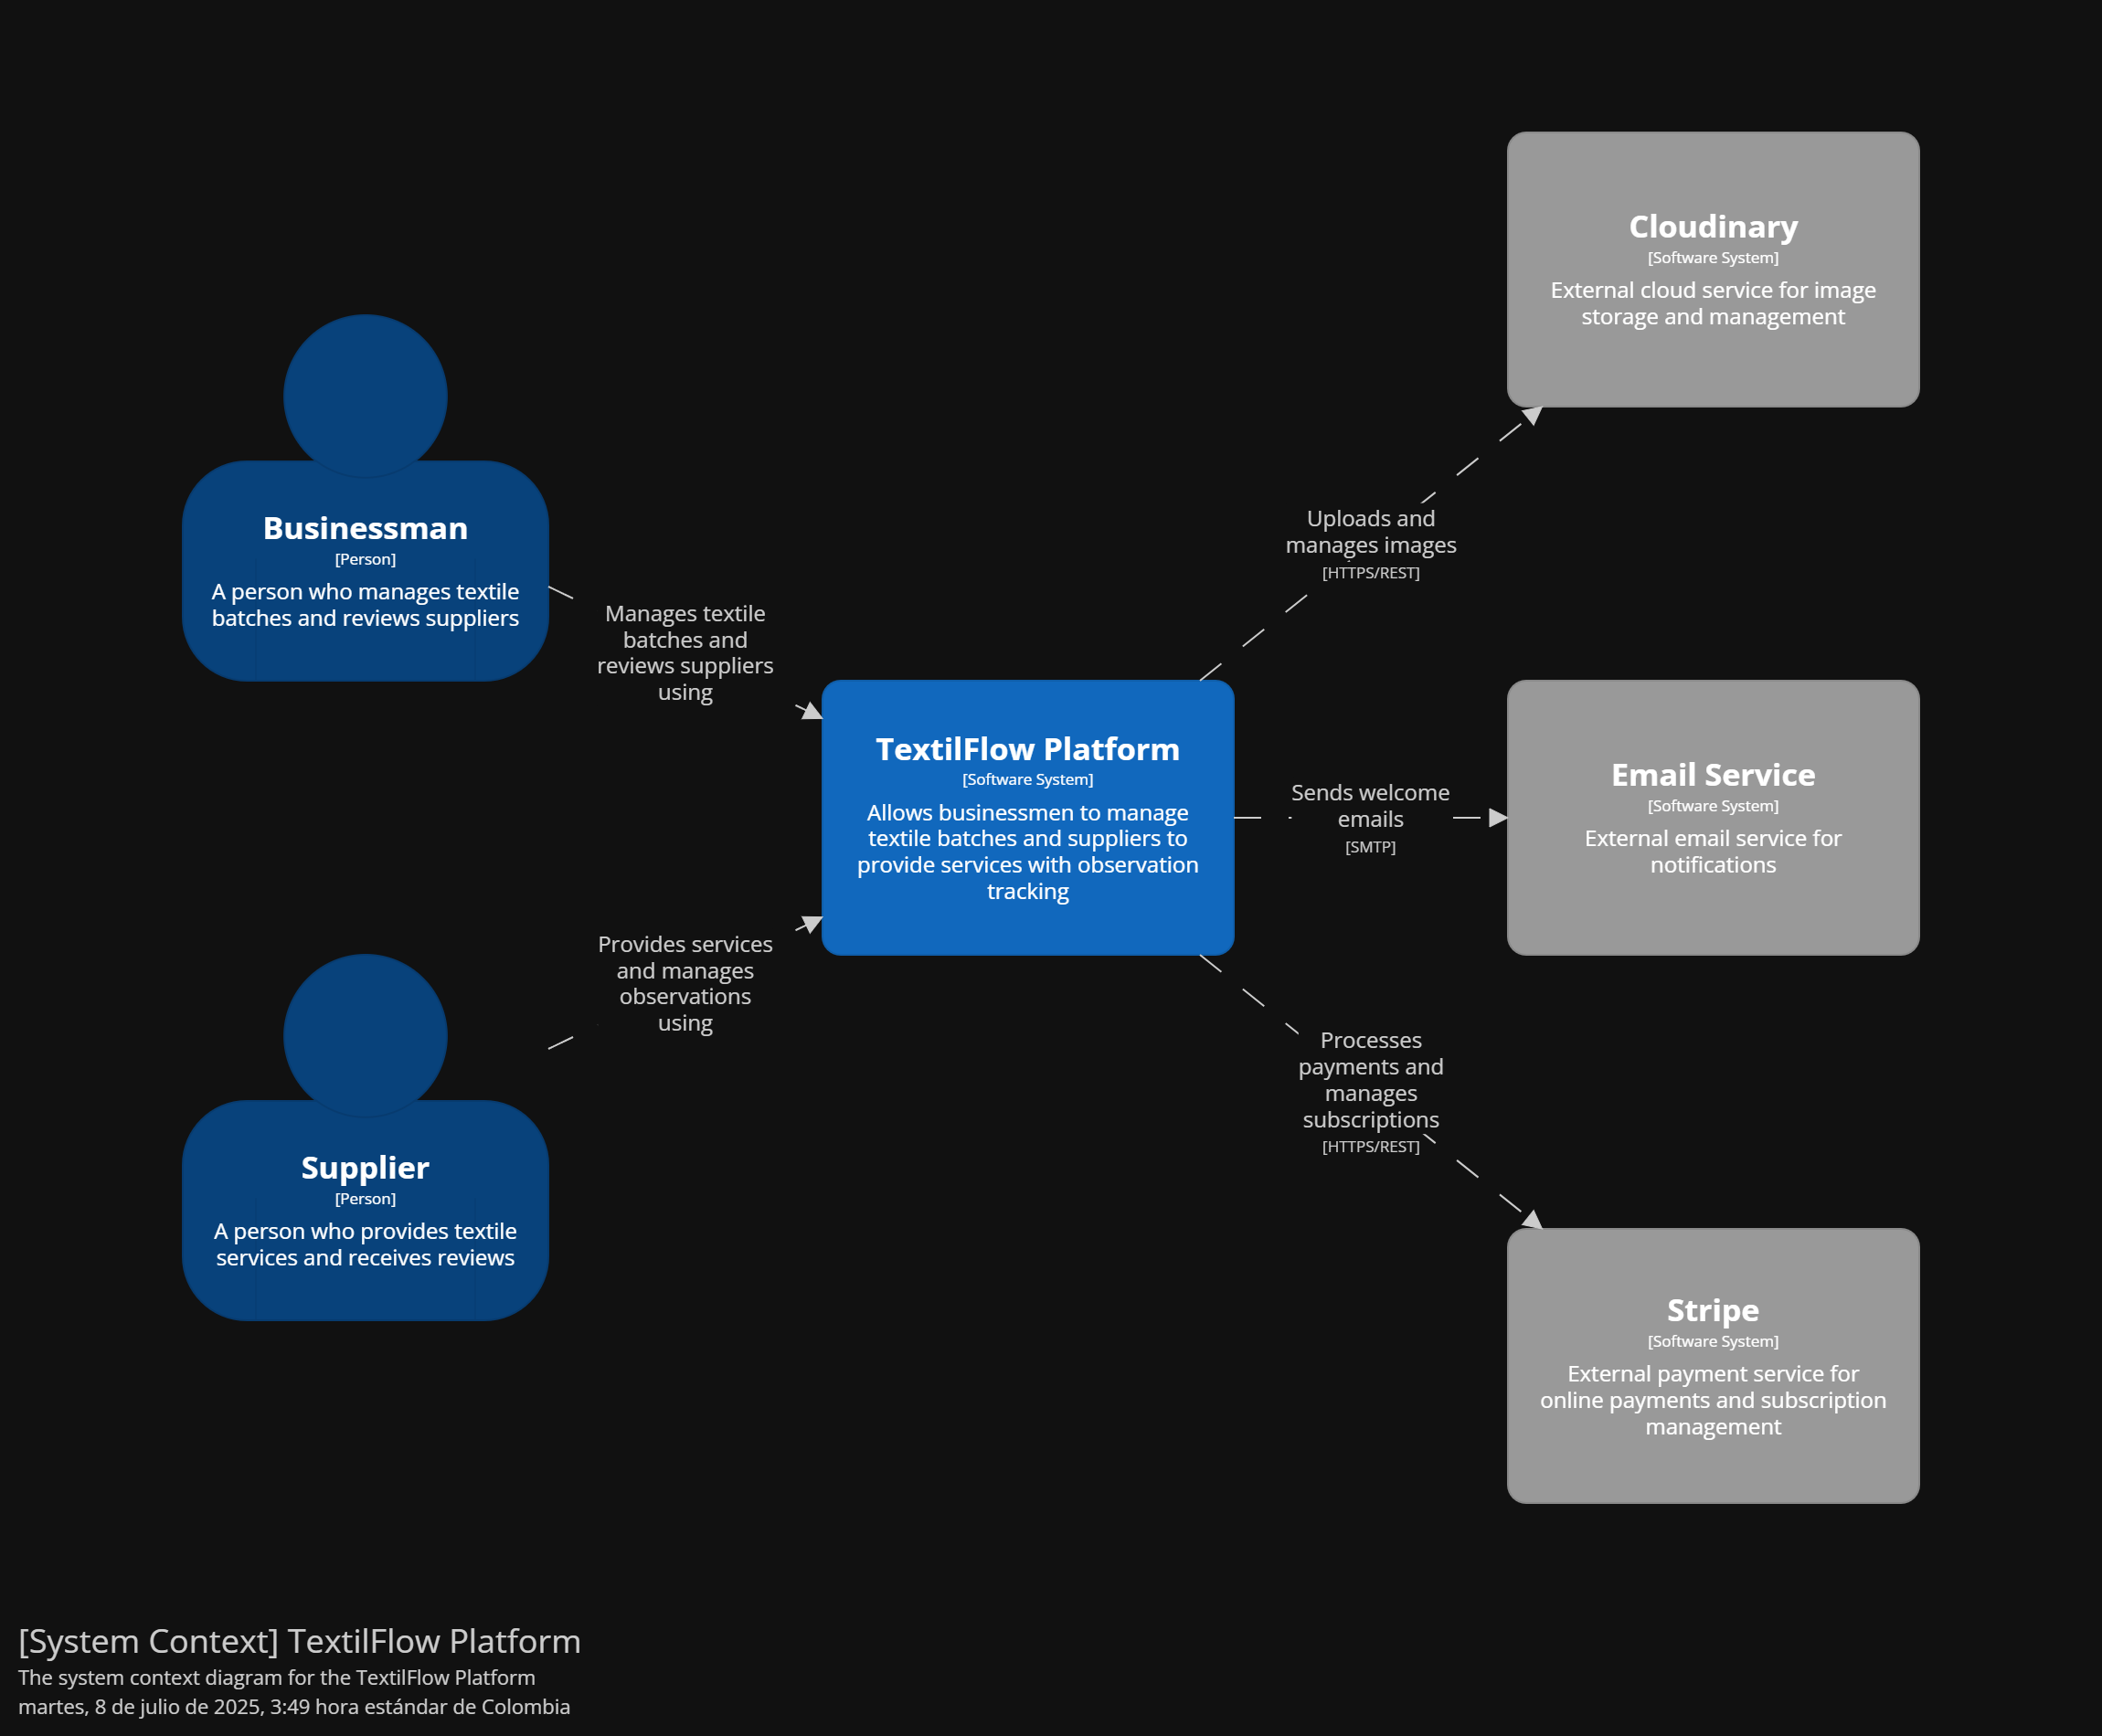 Cloudinary
[Software System]
External cloud service for image
storage and management
Businessman
[Person]
A person who manages textile
batches and reviews suppliers
Manages textile
batches and
reviews suppliers
using
Uploads and
manages images
[HTTPS/REST]
TextilFlow Platform
[Software System]
Allows businessmen to manage
textile batches and suppliers to
provide services with observation
tracking
Sends welcome
emails
[SMTP]
Email Service
[Software System]
External email service for
notifications
Provides services
and manages
observations
using
Supplier
[Person]
A person who provides textile
services and receives reviews
Processes
payments and
manages
subscriptions
[HTTPS/REST]
Stripe
[Software System]
External payment service for
online payments and subscription
management
[System Context] TextilFlow Platform
The system context diagram for the TextilFlow Platform
martes, 8 de julio de 2025, 3:49 hora estándar de Colombia